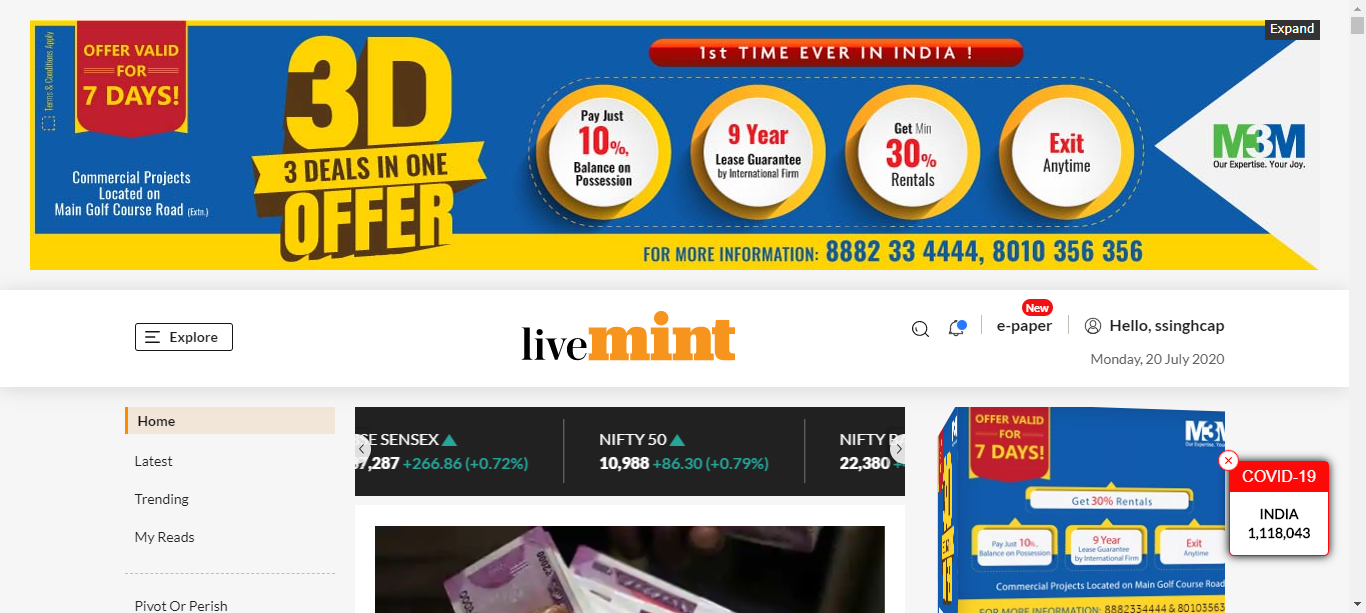 Expand
Terms & Conditions Apply
OFFER VALID
FOR
7 DAYS!
Commercial Projects
Located on
Main Golf Course Road (Extn.)
3D
3 DEALS IN ONE
OFFER
1st TIME EVER IN INDIA !
Pay Just
10%,
Balance on
Possession
9 Year
Lease Guarantee
by International Firm
Get Min
30%
Rentals
Exit
Anytime
M3M
Our Expertise. Your Joy.
FOR MORE INFORMATION: 8882 33 4444, 8010 356 356
Explore
livemint
New
e-paper
Hello, ssinghcap
Monday, 20 July 2020
Home
Latest
Trending
My Reads
Pivot Or Perish
SE SENSEX
7,287 +266.86 (+0.72%)
NIFTY 50
10,988 +86.30 (+0.79%)
NIFTY
22,380
2000
OFFER VALID
FOR
7 DAYS!
M3M
Our Expertise. Your Joy.
Get 30% Rentals
Pay Just 10%,
Balance on Possession
9 Year
Lease Guarantee
by International Firm
Exit
Anytime
Commercial Projects Located on Main Golf Course Road
FOR MORE INFORMATION: 8882334444 & 80103563
COVID-19
INDIA
1,118,043